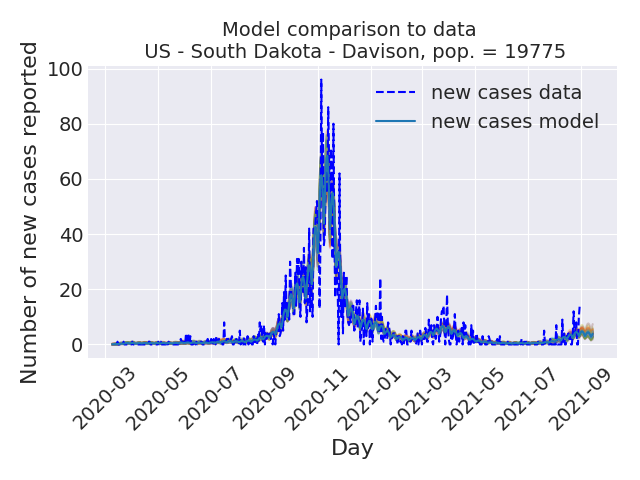 Model comparison to data
US - South Dakota - Davison, pop. = 19775
Number of new cases reported
100
80
60
40
20
0
new cases data
new cases model
2020-03
2020-05
2020-07
2020-09
2020-11
2021-01
2021-03
2021-05
2021-07
2021-09
Day